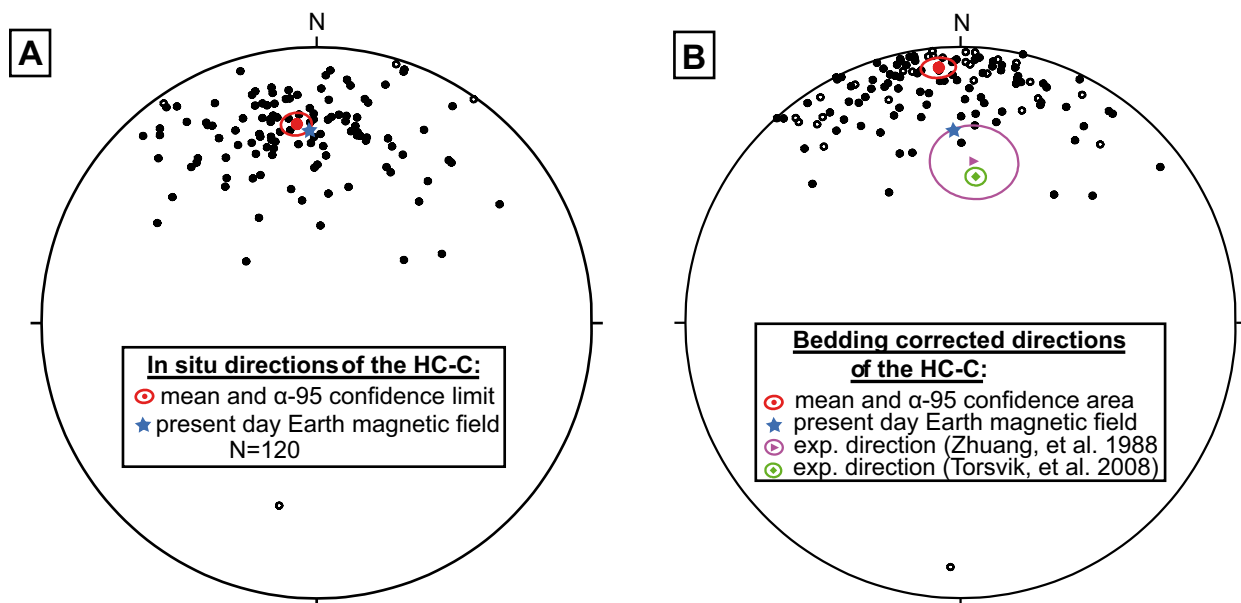 A
N
In situ directions of the HC-C:
mean and α-95 confidence limit
present day Earth magnetic field
N=120
B
N
Bedding corrected directions
of the HC-C:
mean and α-95 confidence area
present day Earth magnetic field
exp. direction (Zhuang, et al. 1988
exp. direction (Torsvik, et al. 2008)